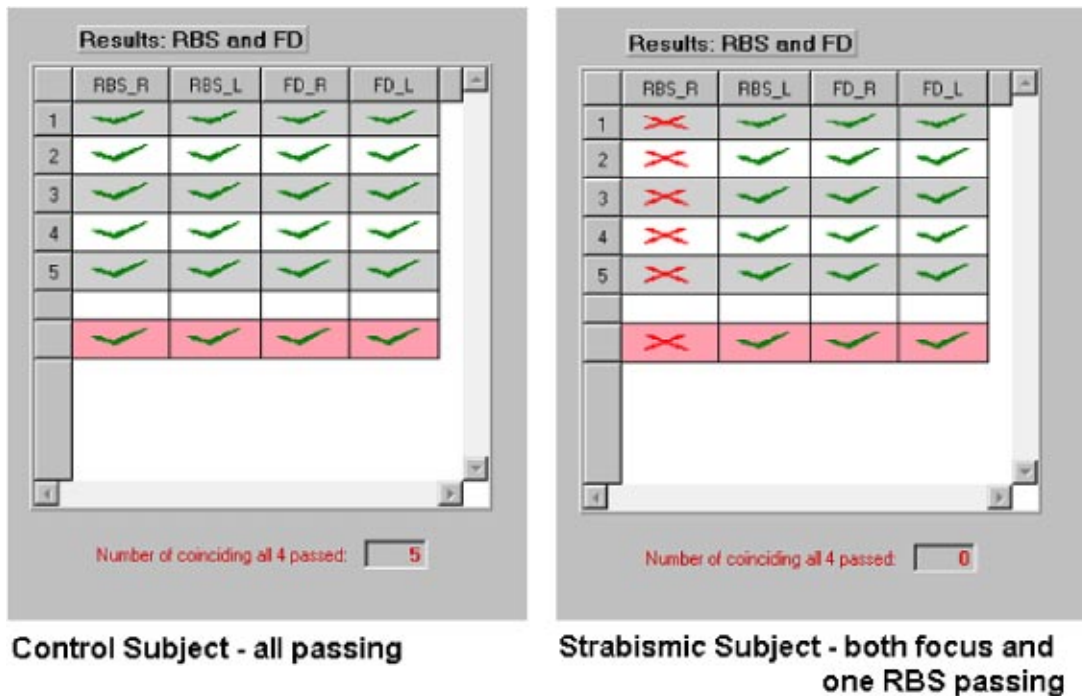 Results: RBS and FD
RBS_R RBS_L FD_R FD_L
1
2
3
4
5
Number of coinciding all 4 passed: 5
Control Subject - all passing
Results: RBS and FD
RBS_R RBS_L FD_R FD_L
1
2
3
4
5
Number of coinciding all 4 passed: 0
Strabismic Subject - both focus and
one RBS passing